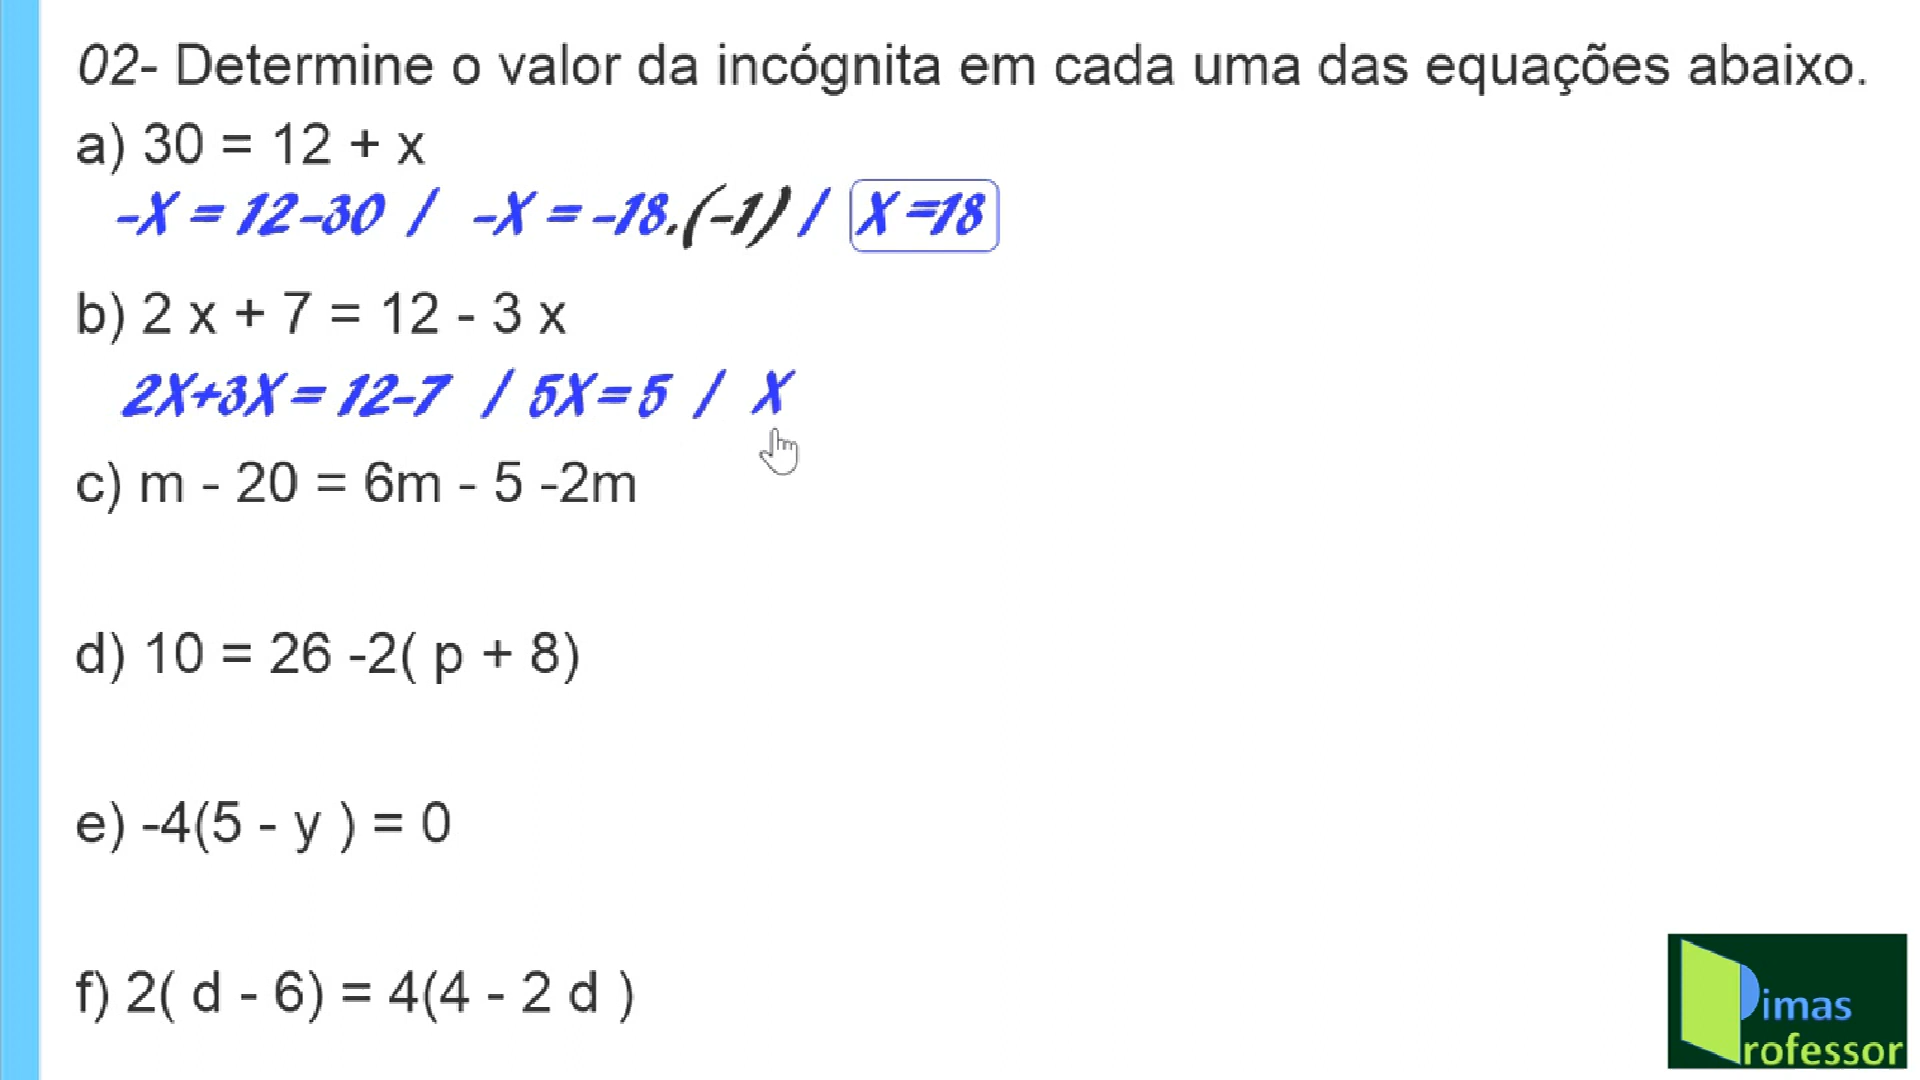 02- Determine o valor da incógnita em cada uma das equações abaixo.
a) 30 = 12 + x
-X = 12-30 / -X = -18.(-1) / X =18
b) 2 x + 7 = 12 - 3 x
2X+3X = 12-7 / 5X=5 / X
c) m - 20 = 6m - 5 -2m
d) 10 = 26 -2( p + 8)
e) -4(5 - y ) = 0
f) 2( d - 6) = 4(4 - 2 d )
Dimas
Professor